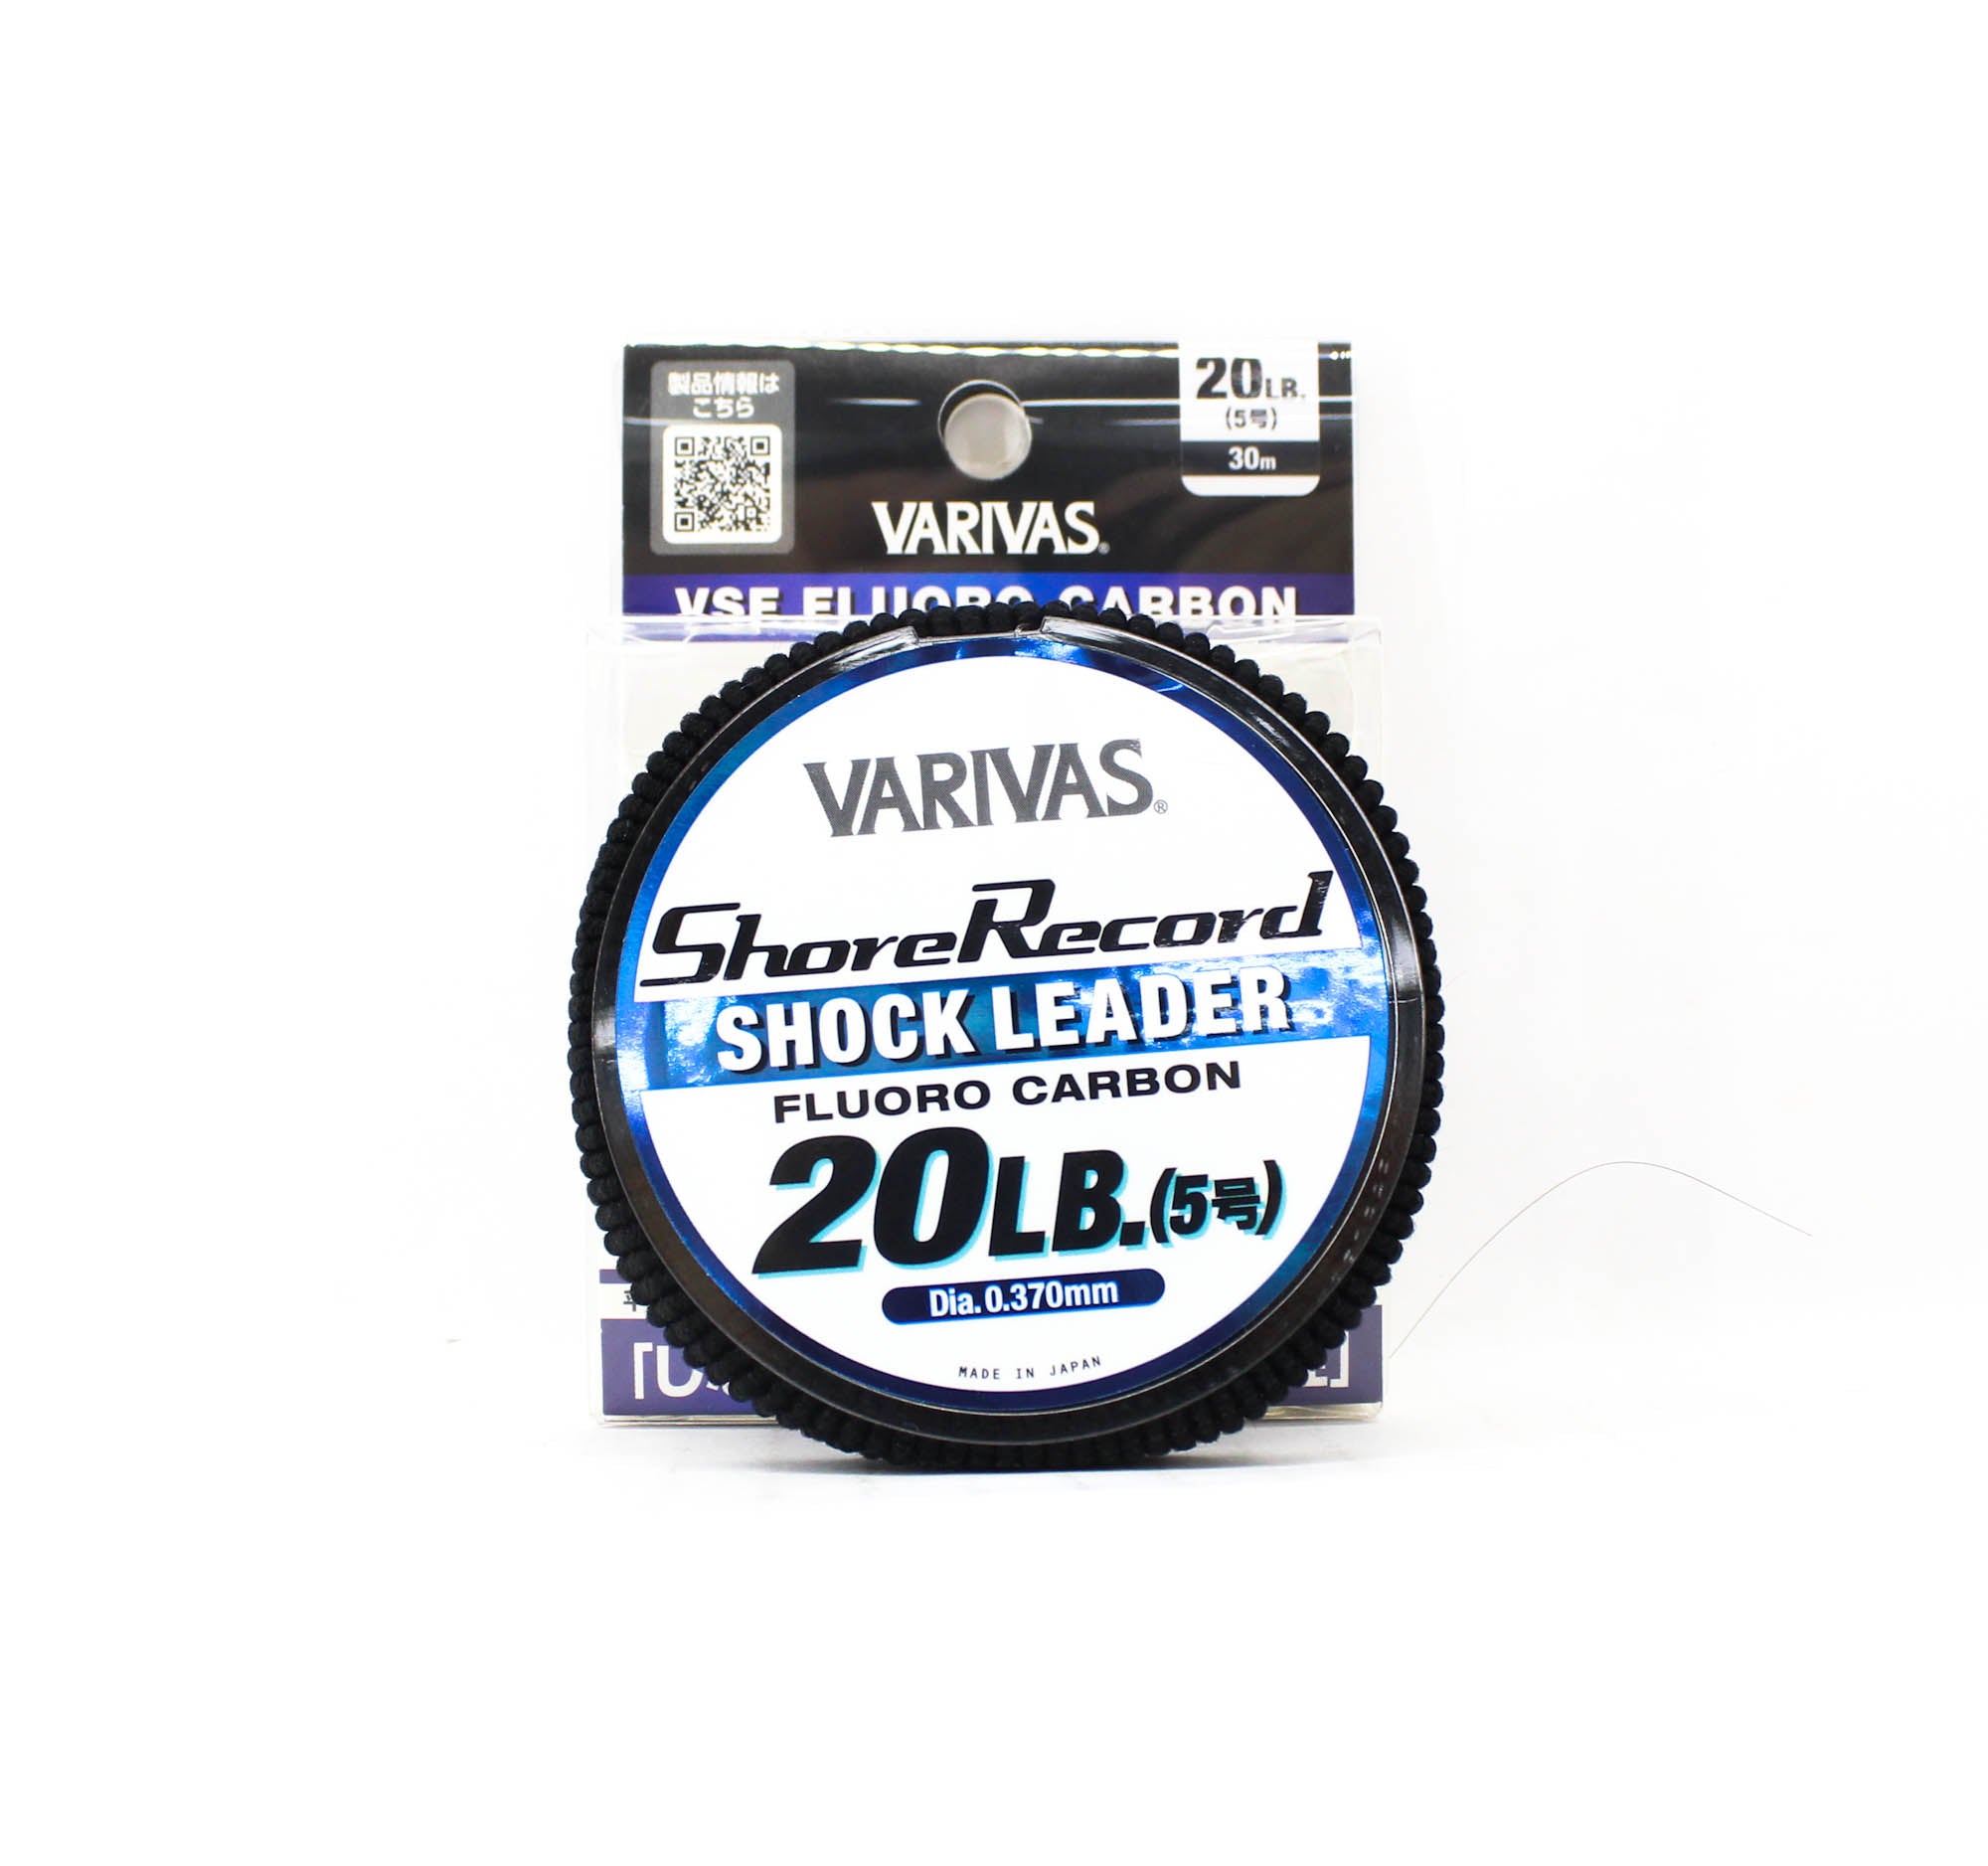 製品情報は
こちら
20LB.
(5号)
30m
VARIVAS®
VSE FLUORO CARBON
VARIVAS®
ShoreRecord
SHOCK LEADER
FLUORO CARBON
20LB.(5号)
Dia.0.370mm
MADE IN JAPAN